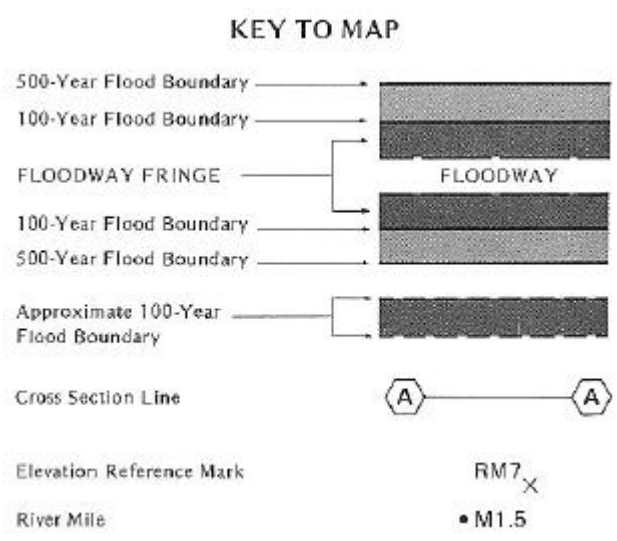 KEY TO MAP
500-Year Flood Boundary
100-Year Flood Boundary
FLOODWAY FRINGE
FLOODWAY
100-Year Flood Boundary
500-Year Flood Boundary
Approximate 100-Year
Flood Boundary
Cross Section Line
A A
Elevation Reference Mark
RM7
River Mile
• M1.5